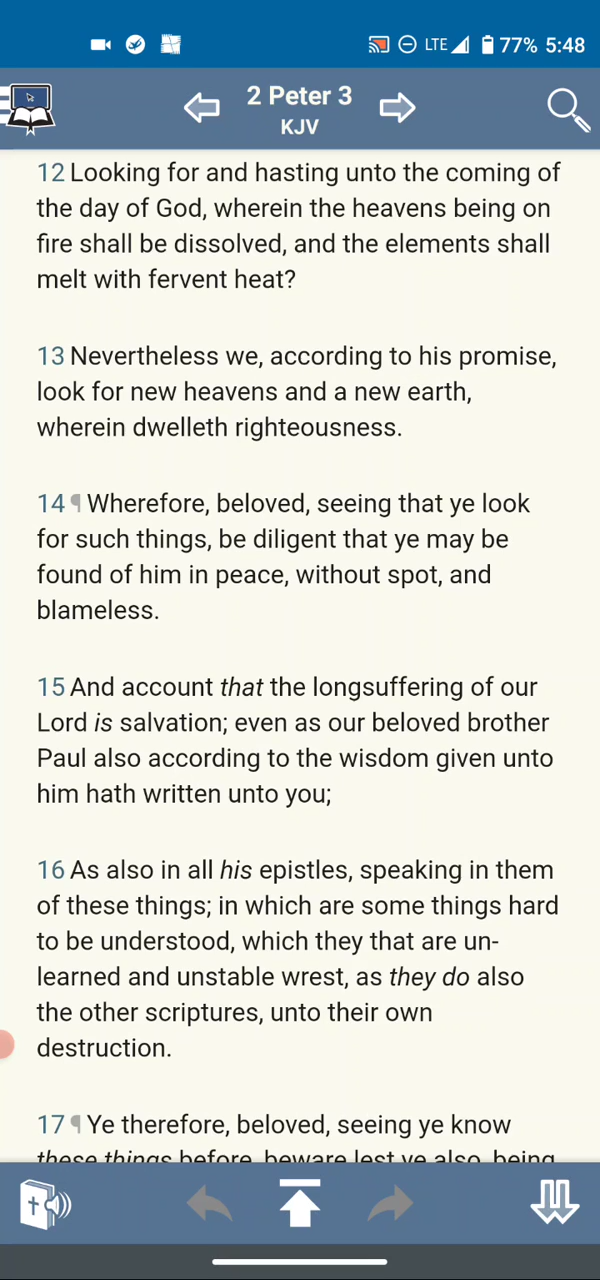 LTE 77% 5:48
2 Peter 3
KJV
12 Looking for and hasting unto the coming of
the day of God, wherein the heavens being on
fire shall be dissolved, and the elements shall
melt with fervent heat?
13 Nevertheless we, according to his promise,
look for new heavens and a new earth,
wherein dwelleth righteousness.
14 ¶ Wherefore, beloved, seeing that ye look
for such things, be diligent that ye may be
found of him in peace, without spot, and
blameless.
15 And account that the longsuffering of our
Lord is salvation; even as our beloved brother
Paul also according to the wisdom given unto
him hath written unto you;
16 As also in all his epistles, speaking in them
of these things; in which are some things hard
to be understood, which they that are un-
learned and unstable wrest, as they do also
the other scriptures, unto their own
destruction.
17 ¶ Ye therefore, beloved, seeing ye know
these things before, beware lest ye also, being